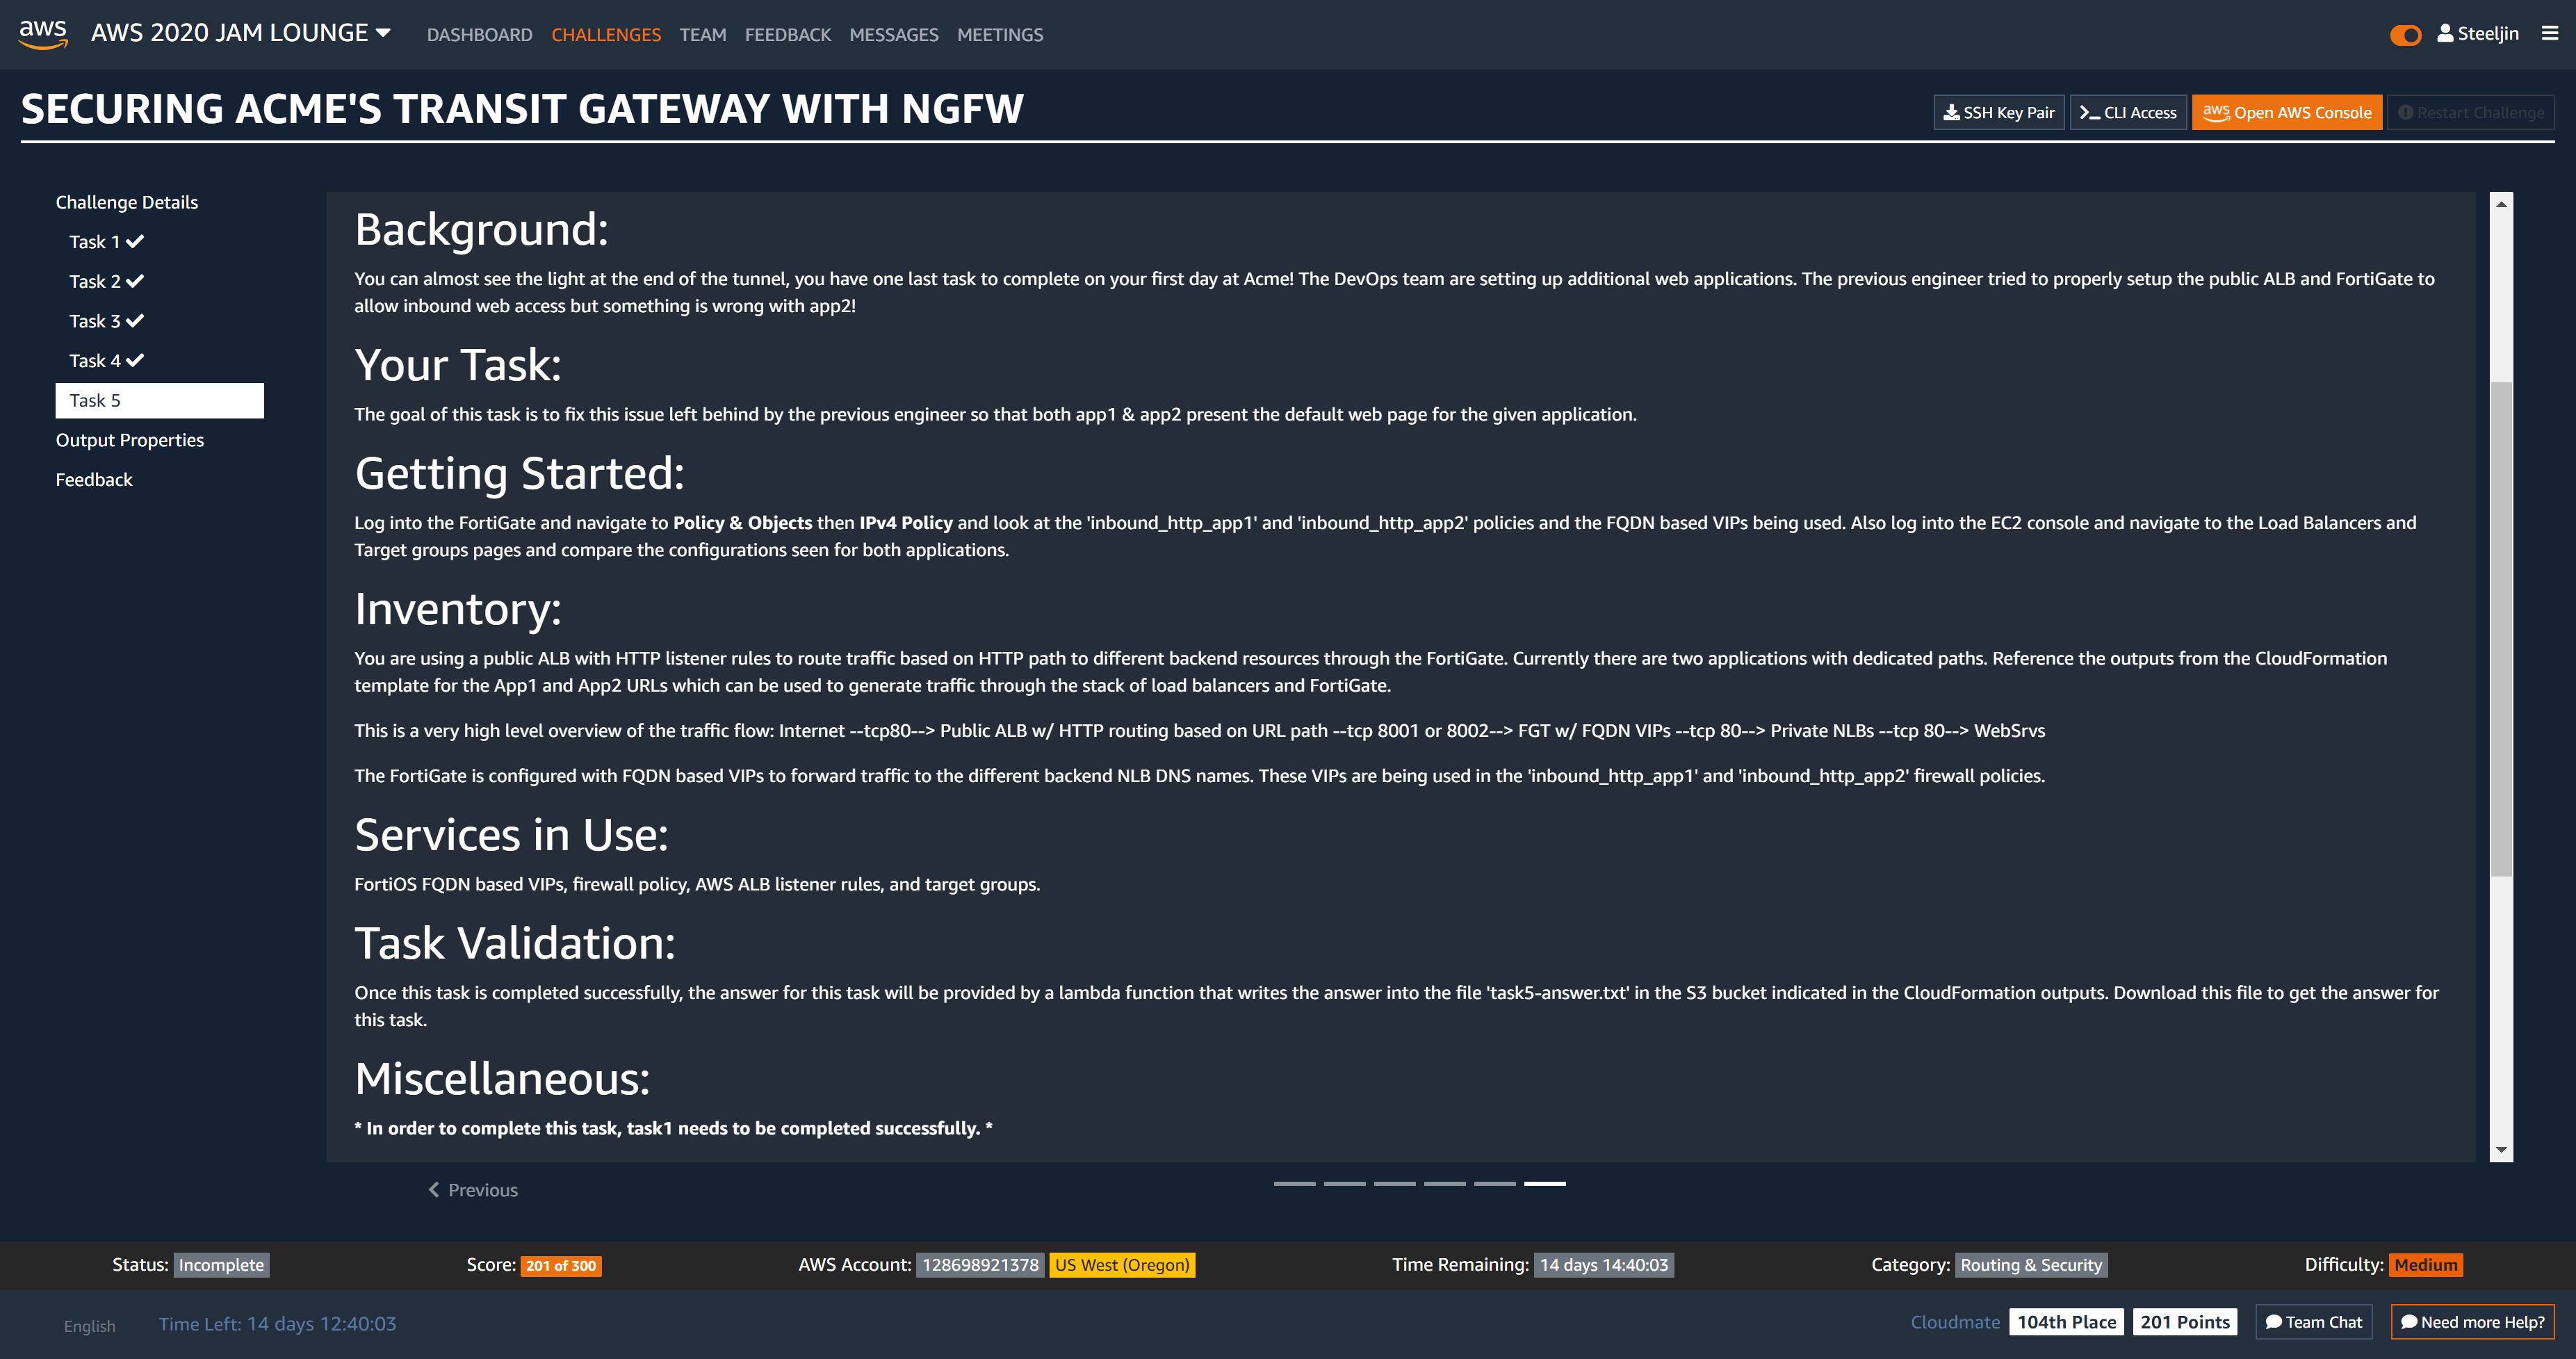 aws AWS 2020 JAM LOUNGE DASHBOARD CHALLENGES TEAM FEEDBACK MESSAGES MEETINGS Steeljin
SECURING ACME'S TRANSIT GATEWAY WITH NGFW
SSH Key Pair CLI Access aws Open AWS Console Restart Challenge
Challenge Details
Task 1
Task 2
Task 3
Task 4
Task 5
Output Properties
Feedback
Background:
You can almost see the light at the end of the tunnel, you have one last task to complete on your first day at Acme! The DevOps team are setting up additional web applications. The previous engineer tried to properly setup the public ALB and FortiGate to
allow inbound web access but something is wrong with app2!
Your Task:
The goal of this task is to fix this issue left behind by the previous engineer so that both app1 & app2 present the default web page for the given application.
Getting Started:
Log into the FortiGate and navigate to Policy & Objects then IPv4 Policy and look at the 'inbound_http_app1' and 'inbound_http_app2' policies and the FQDN based VIPs being used. Also log into the EC2 console and navigate to the Load Balancers and
Target groups pages and compare the configurations seen for both applications.
Inventory:
You are using a public ALB with HTTP listener rules to route traffic based on HTTP path to different backend resources through the FortiGate. Currently there are two applications with dedicated paths. Reference the outputs from the CloudFormation
template for the App1 and App2 URLs which can be used to generate traffic through the stack of load balancers and FortiGate.
This is a very high level overview of the traffic flow: Internet --tcp80--> Public ALB w/ HTTP routing based on URL path --tcp 8001 or 8002--> FGT w/ FQDN VIPs --tcp 80--> Private NLBs --tcp 80--> WebSrvs
The FortiGate is configured with FQDN based VIPs to forward traffic to the different backend NLB DNS names. These VIPs are being used in the 'inbound_http_app1' and 'inbound_http_app2' firewall policies.
Services in Use:
FortiOS FQDN based VIPs, firewall policy, AWS ALB listener rules, and target groups.
Task Validation:
Once this task is completed successfully, the answer for this task will be provided by a lambda function that writes the answer into the file 'task5-answer.txt' in the S3 bucket indicated in the CloudFormation outputs. Download this file to get the answer for
this task.
Miscellaneous:
* In order to complete this task, task1 needs to be completed successfully. *
Previous
Status: Incomplete Score: 201 of 300 AWS Account: 128698921378 US West (Oregon) Time Remaining: 14 days 14:40:03 Category: Routing & Security Difficulty: Medium
English Time Left: 14 days 12:40:03 Cloudmate 104th Place 201 Points Team Chat Need more Help?